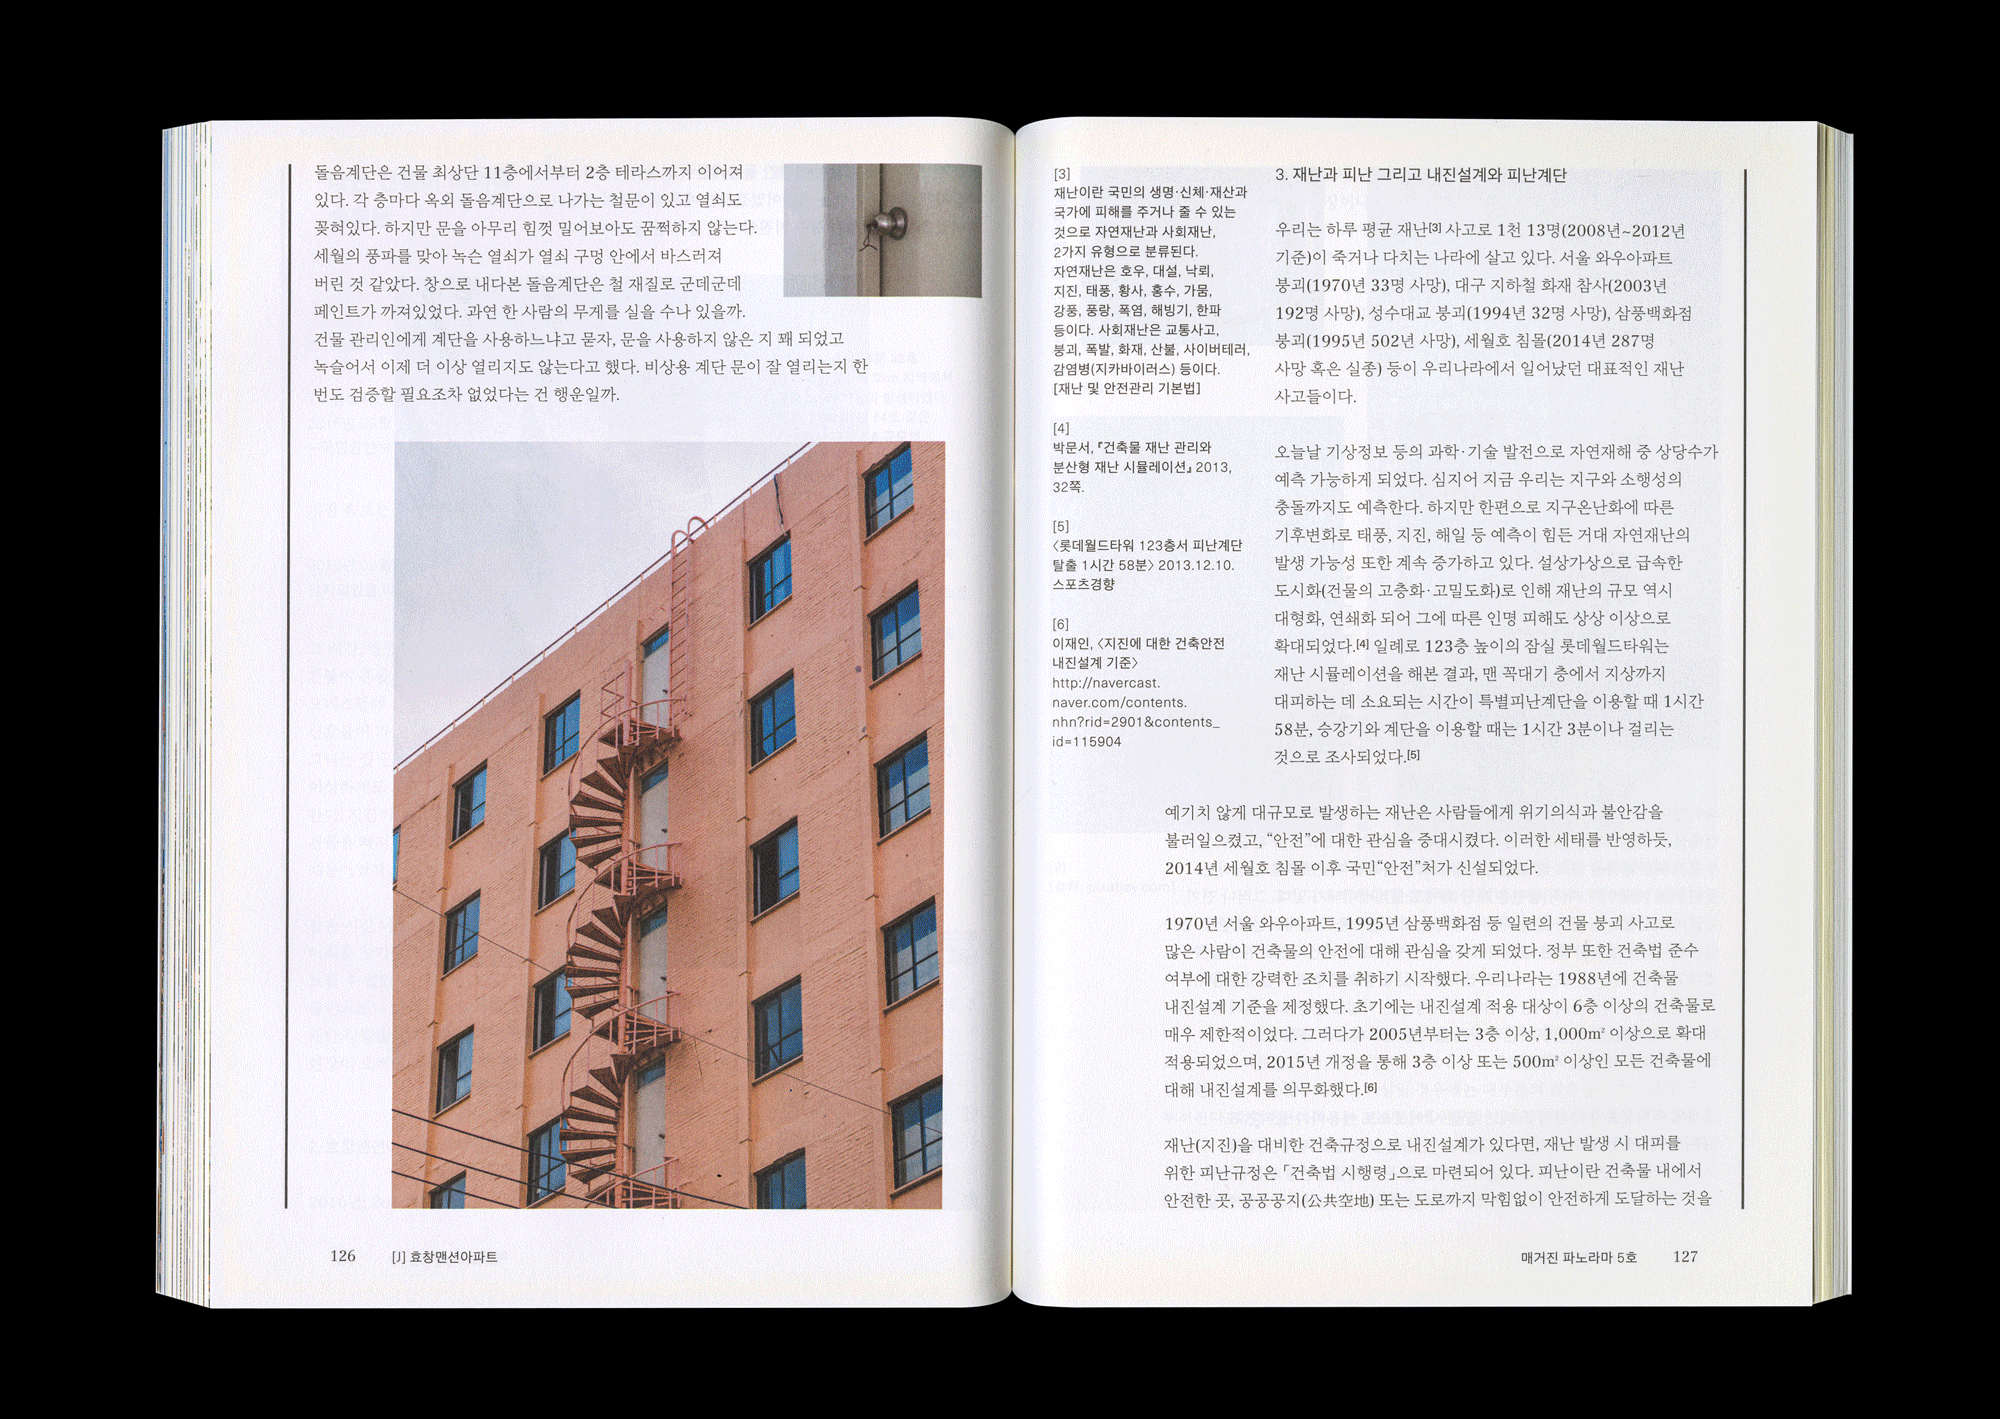 돌음계단은 건물 최상단 11층에서부터 2층 테라스까지 이어져
있다. 각 층마다 옥외 돌음계단으로 나가는 철문이 있고 열쇠도
꽂혀있다. 하지만 문을 아무리 힘껏 밀어보아도 꿈쩍하지 않는다.
세월의 풍파를 맞아 녹슨 열쇠가 열쇠 구멍 안에서 바스러져
버린 것 같았다. 창으로 내다본 돌음계단은 철 재질로 군데군데
페인트가 까져있었다. 과연 한 사람의 무게를 실을 수나 있을까.
건물 관리인에게 계단을 사용하느냐고 묻자, 문을 사용하지 않은 지 꽤 되었고
녹슬어서 이제 더 이상 열리지도 않는다고 했다. 비상용 계단 문이 잘 열리는지 한
번도 검증할 필요조차 없었다는 건 행운일까.
126
[J] 효창맨션아파트
[3]
재난이란 국민의 생명·신체·재산과
국가에 피해를 주거나 줄 수 있는
것으로 자연재난과 사회재난,
2가지 유형으로 분류된다.
자연재난은 호우, 대설, 낙뢰,
지진, 태풍, 황사, 홍수, 가뭄,
강풍, 풍랑, 폭염, 해빙기, 한파
등이다. 사회재난은 교통사고,
붕괴, 폭발, 화재, 산불, 사이버테러,
감염병(지카바이러스) 등이다.
[재난 및 안전관리 기본법]
[4]
박문서, 『건축물 재난 관리와
분산형 재난 시뮬레이션』 2013,
32쪽.
[5]
〈롯데월드타워 123층서 피난계단
탈출 1시간 58분〉 2013.12.10.
스포츠경향
[6]
이재인, 〈지진에 대한 건축안전
내진설계 기준〉
http://navercast.
naver.com/contents.
nhn?rid=2901&contents_
id=115904
3. 재난과 피난 그리고 내진설계와 피난계단
우리는 하루 평균 재난[3] 사고로 1천 13명(2008년~2012년
기준)이 죽거나 다치는 나라에 살고 있다. 서울 와우아파트
붕괴(1970년 33명 사망), 대구 지하철 화재 참사(2003년
192명 사망), 성수대교 붕괴(1994년 32명 사망), 삼풍백화점
붕괴(1995년 502년 사망), 세월호 침몰(2014년 287명
사망 혹은 실종) 등이 우리나라에서 일어났던 대표적인 재난
사고들이다.
오늘날 기상정보 등의 과학·기술 발전으로 자연재해 중 상당수가
예측 가능하게 되었다. 심지어 지금 우리는 지구와 소행성의
충돌까지도 예측한다. 하지만 한편으로 지구온난화에 따른
기후변화로 태풍, 지진, 해일 등 예측이 힘든 거대 자연재난의
발생 가능성 또한 계속 증가하고 있다. 설상가상으로 급속한
도시화(건물의 고층화·고밀도화)로 인해 재난의 규모 역시
대형화, 연쇄화 되어 그에 따른 인명 피해도 상상 이상으로
확대되었다.[4] 일례로 123층 높이의 잠실 롯데월드타워는
재난 시뮬레이션을 해본 결과, 맨 꼭대기 층에서 지상까지
대피하는 데 소요되는 시간이 특별피난계단을 이용할 때 1시간
58분, 승강기와 계단을 이용할 때는 1시간 3분이나 걸리는
것으로 조사되었다.[5]
예기치 않게 대규모로 발생하는 재난은 사람들에게 위기의식과 불안감을
불러일으켰고, “안전”에 대한 관심을 증대시켰다. 이러한 세태를 반영하듯,
2014년 세월호 침몰 이후 국민“안전”처가 신설되었다.
1970년 서울 와우아파트, 1995년 삼풍백화점 등 일련의 건물 붕괴 사고로
많은 사람이 건축물의 안전에 대해 관심을 갖게 되었다. 정부 또한 건축법 준수
여부에 대한 강력한 조치를 취하기 시작했다. 우리나라는 1988년에 건축물
내진설계 기준을 제정했다. 초기에는 내진설계 적용 대상이 6층 이상의 건축물로
매우 제한적이었다. 그러다가 2005년부터는 3층 이상, 1,000m² 이상으로 확대
적용되었으며, 2015년 개정을 통해 3층 이상 또는 500m² 이상인 모든 건축물에
대해 내진설계를 의무화했다.[6]
재난(지진)을 대비한 건축규정으로 내진설계가 있다면, 재난 발생 시 대피를
위한 피난규정은 「건축법 시행령」으로 마련되어 있다. 피난이란 건축물 내에서
안전한 곳, 공공공지(公共空地) 또는 도로까지 막힘없이 안전하게 도달하는 것을
매거진 파노라마 5호
127